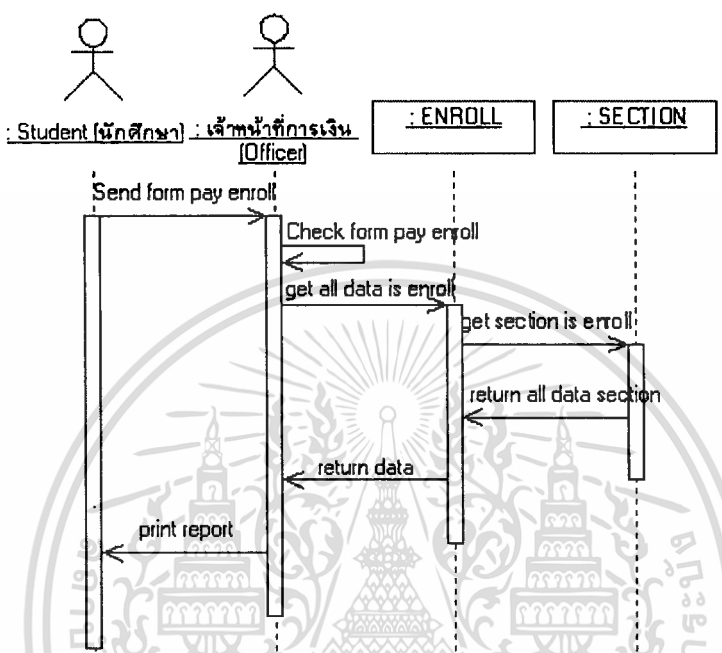 : Student (นักศึกษา)
: เจ้าหน้าที่การเงิน
(Officer)
: ENROLL
: SECTION
Send form pay enroll
Check form pay enroll
get all data is enroll
get section is enroll
return all data section
return data
print report